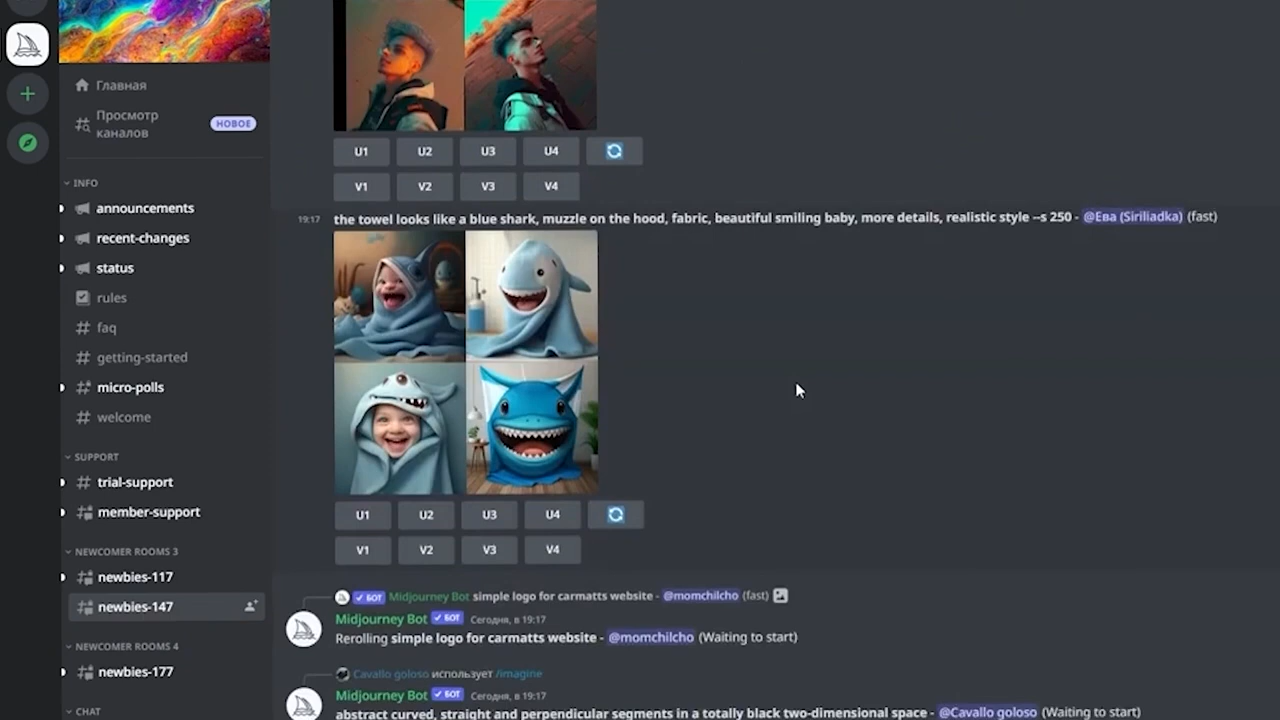 Главная
Просмотр
каналов
НОВОЕ
INFO
announcements
recent-changes
status
rules
faq
getting-started
micro-polls
welcome
SUPPORT
trial-support
member-support
NEWCOMER ROOMS 3
newbies-117
newbies-147
NEWCOMER ROOMS 4
newbies-177
CHAT
U1 U2 U3 U4
V1 V2 V3 V4
19:17 the towel looks like a blue shark, muzzle on the hood, fabric, beautiful smiling baby, more details, realistic style --s 250 - @Ева (Siriliadka) (fast)
U1 U2 U3 U4
V1 V2 V3 V4
✓ БОТ Midjourney Bot simple logo for carmatts website - @momchilcho (fast)
Midjourney Bot ✓ БОТ Сегодня, в 19:17
Rerolling simple logo for carmatts website - @momchilcho (Waiting to start)
Cavallo goloso использует /imagine
Midjourney Bot ✓ БОТ Сегодня, в 19:17
abstract curved, straight and perpendicular segments in a totally black two-dimensional space - @Cavallo goloso (Waiting to start)